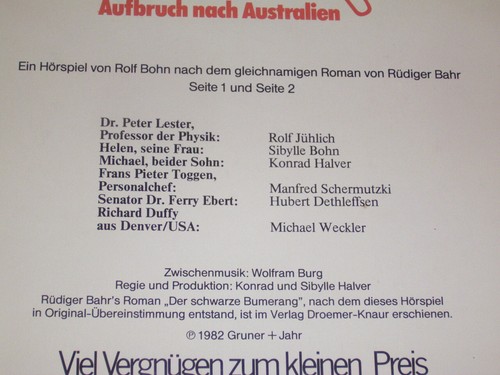 Aufbruch nach Australien
Ein Hörspiel von Rolf Bohn nach dem gleichnamigen Roman von Rüdiger Bahr
Seite 1 und Seite 2
Dr. Peter Lester,
Professor der Physik: Rolf Jühlich
Helen, seine Frau: Sibylle Bohn
Michael, beider Sohn: Konrad Halver
Frans Pieter Toggen,
Personalchef: Manfred Schermutzki
Senator Dr. Ferry Ebert: Hubert Dethleffsen
Richard Duffy
aus Denver/USA: Michael Weckler
Zwischenmusik: Wolfram Burg
Regie und Produktion: Konrad und Sibylle Halver
Rüdiger Bahr's Roman „Der schwarze Bumerang", nach dem dieses Hörspiel
in Original-Übereinstimmung entstand, ist im Verlag Droemer-Knaur erschienen.
℗ 1982 Gruner + Jahr
Viel Vergnügen zum kleinen Preis